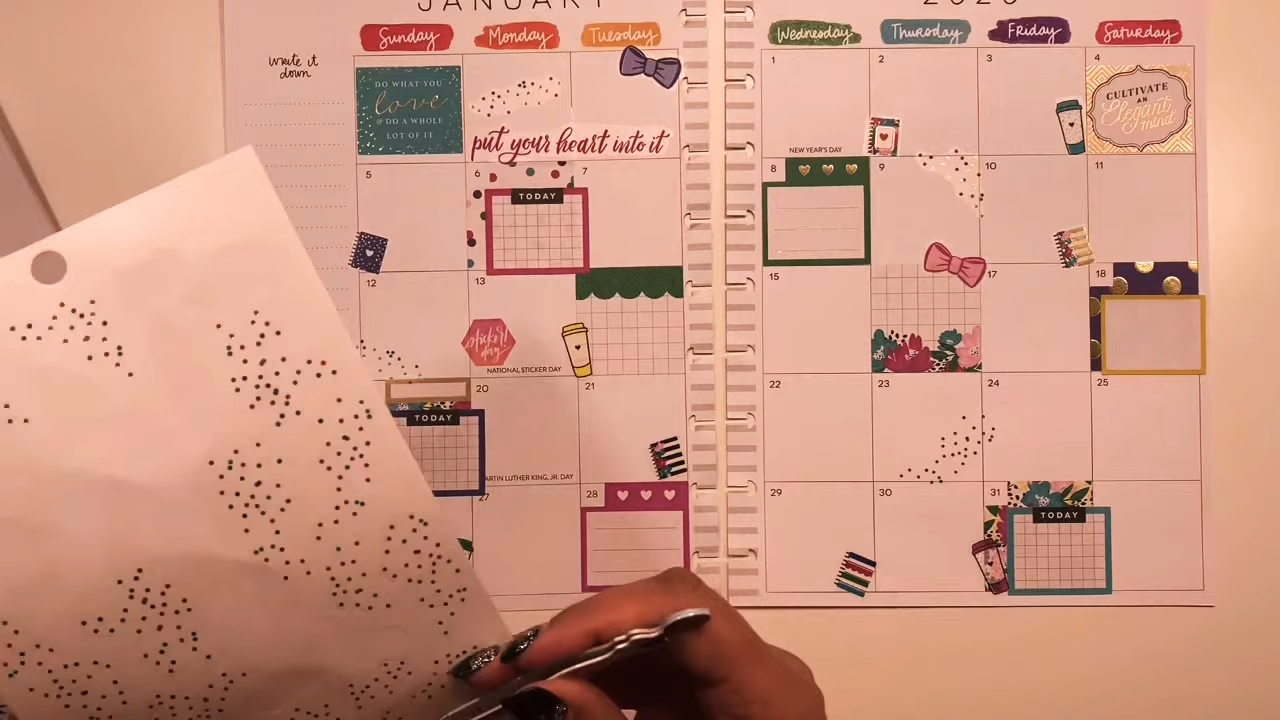 JANUARY
2020
Sunday Monday Tuesday Wednesday Thursday Friday Saturday
write it
down
DO WHAT YOU
love
& DO A WHOLE
LOT OF IT
put your heart into it
1 2 3 4
NEW YEAR'S DAY
CULTIVATE
AN
Elegant
mind
5 6 7 8 9 10 11
TODAY
12 13 15 17 18
sticker
day!
NATIONAL STICKER DAY
20 21 22 23 24 25
TODAY
MARTIN LUTHER KING, JR. DAY
27 28 29 30 31
TODAY